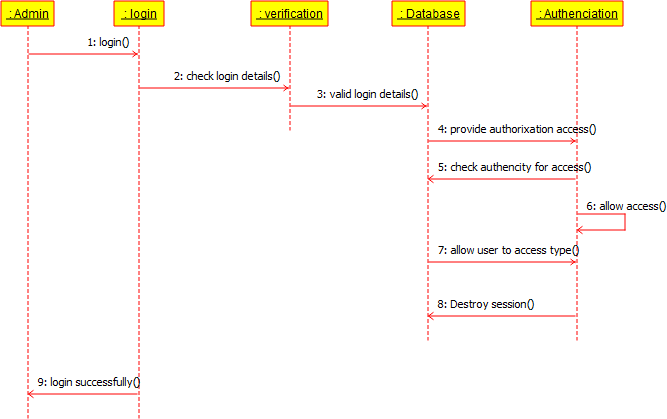 : Admin
: login
: verification
: Database
: Authenciation
1: login()
2: check login details()
3: valid login details()
4: provide authorixation access()
5: check authencity for access()
6: allow access()
7: allow user to access type()
8: Destroy session()
9: login successfully()